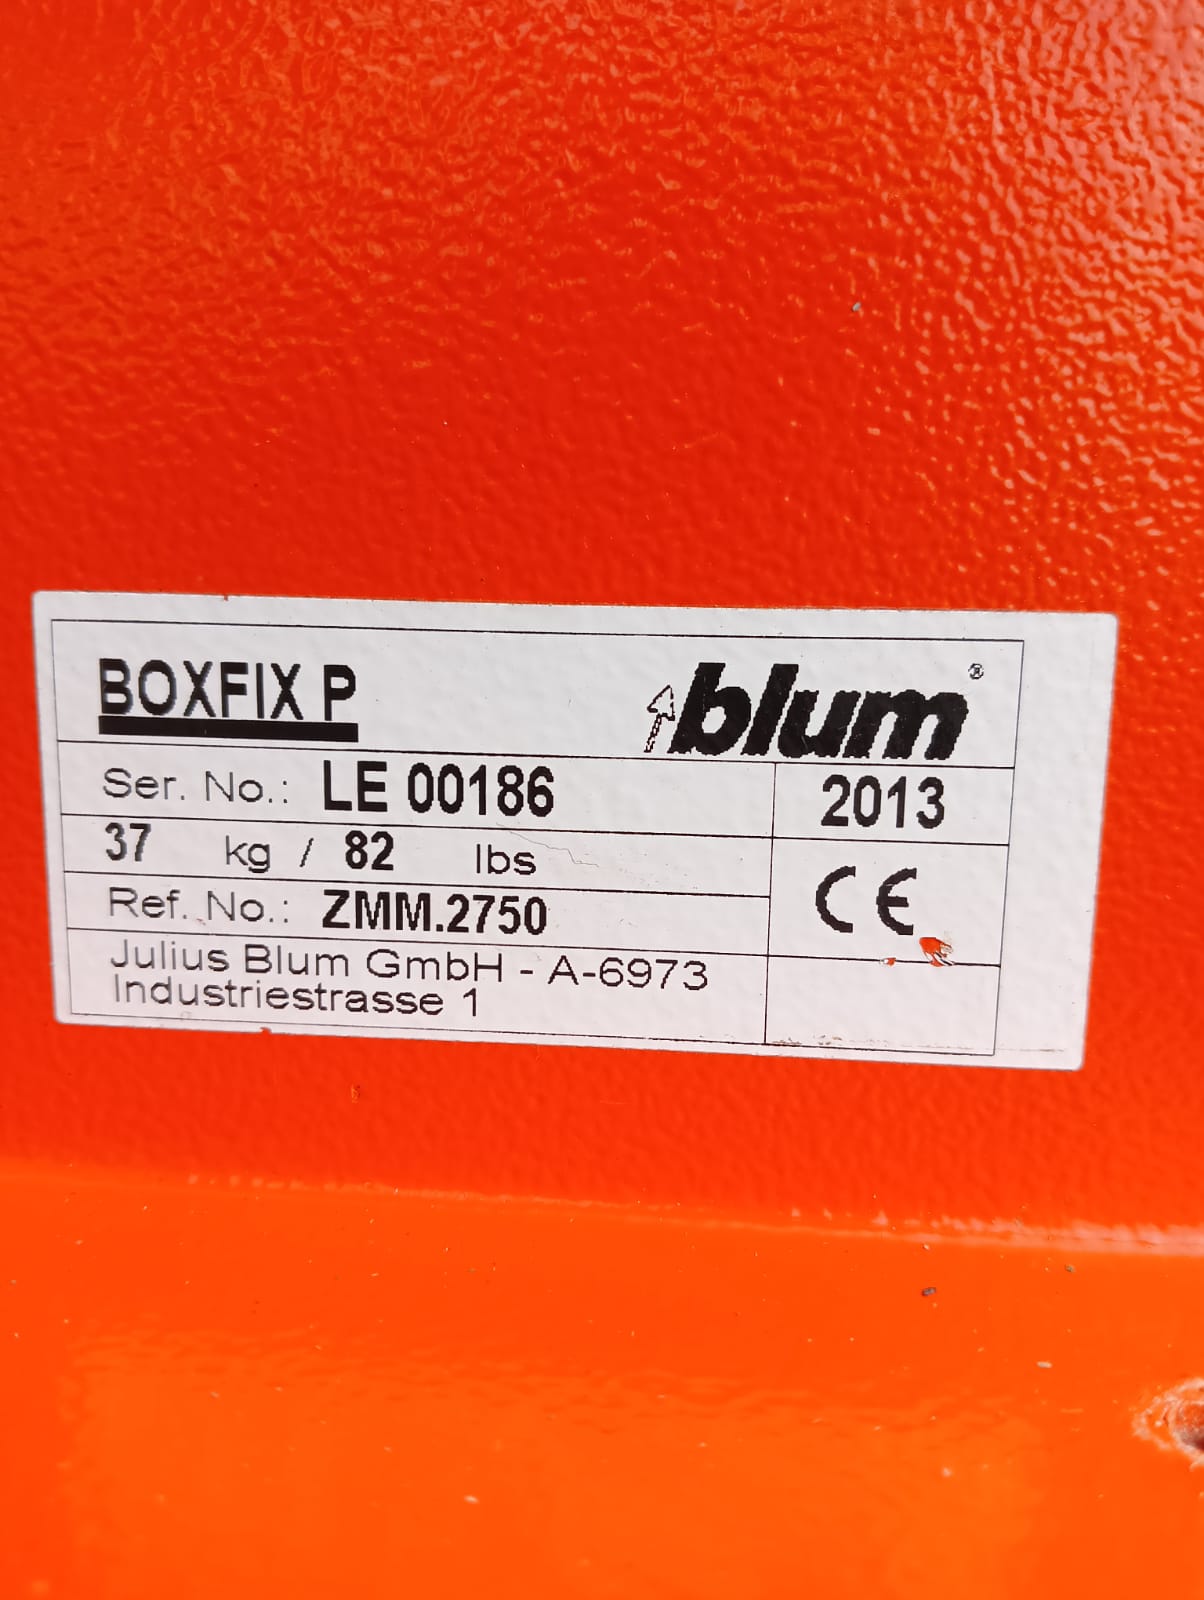 BOXFIX P
blum®
Ser. No.: LE 00186
2013
37 kg / 82 lbs
CE
Ref. No.: ZMM.2750
Julius Blum GmbH - A-6973
Industriestrasse 1